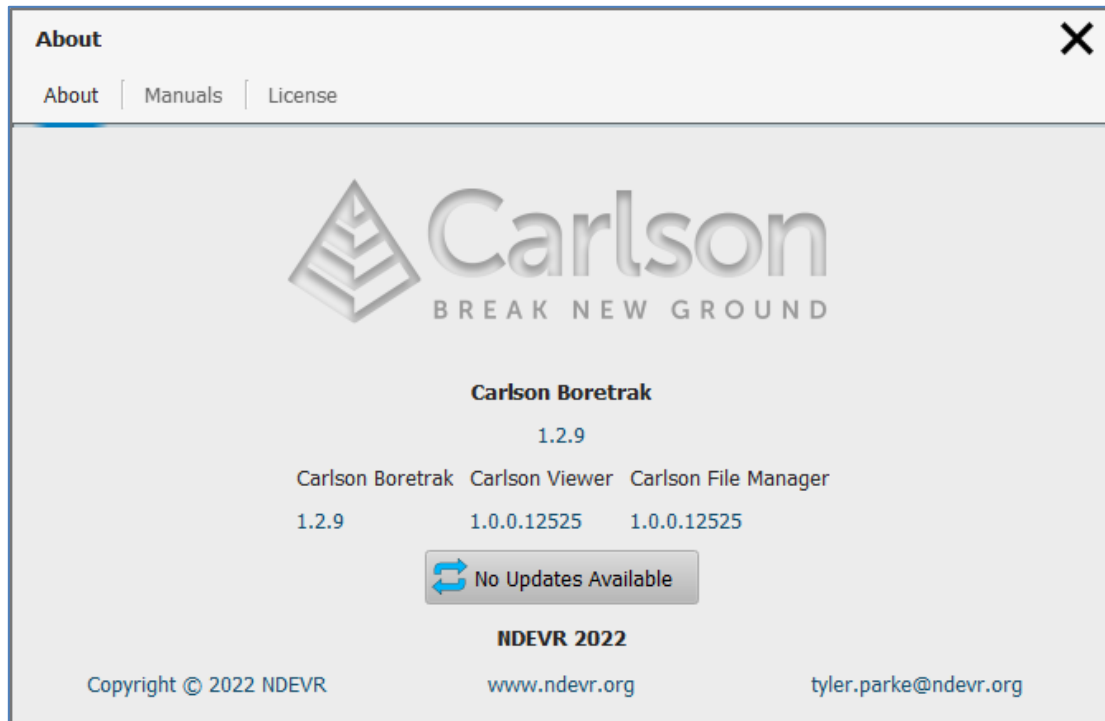 About
About Manuals License
Carlson
BREAK NEW GROUND
Carlson Boretrak
1.2.9
Carlson Boretrak Carlson Viewer Carlson File Manager
1.2.9 1.0.0.12525 1.0.0.12525
No Updates Available
NDEVR 2022
Copyright © 2022 NDEVR www.ndevr.org tyler.parke@ndevr.org